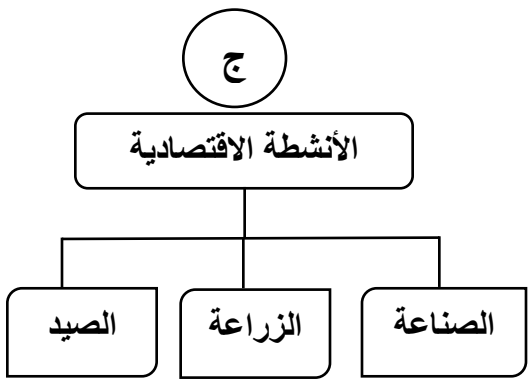 ج
الأنشطة الاقتصادية
الصناعة
الزراعة
الصيد